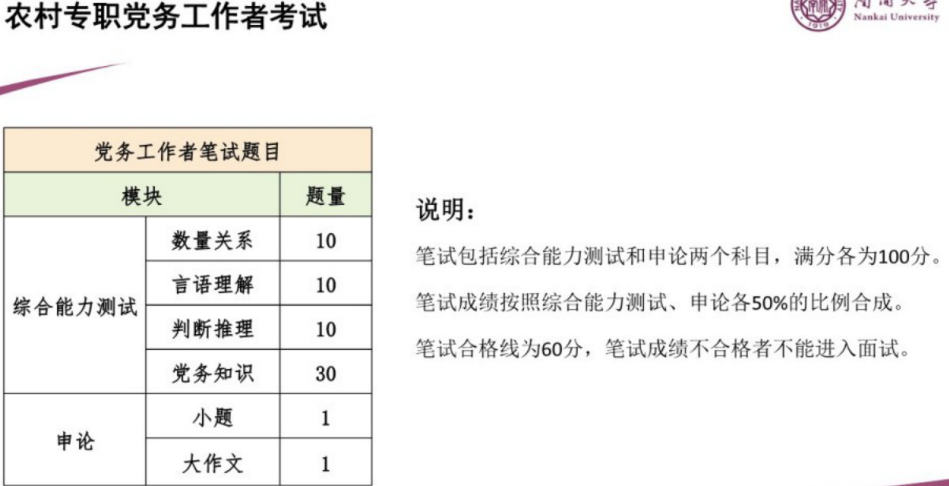 农村专职党务工作者考试
Nankai University
1919
党务工作者笔试题目
模块 题量
综合能力测试
数量关系 10
言语理解 10
判断推理 10
党务知识 30
申论
小题 1
大作文 1
说明：
笔试包括综合能力测试和申论两个科目，满分各为100分。
笔试成绩按照综合能力测试、申论各50%的比例合成。
笔试合格线为60分，笔试成绩不合格者不能进入面试。